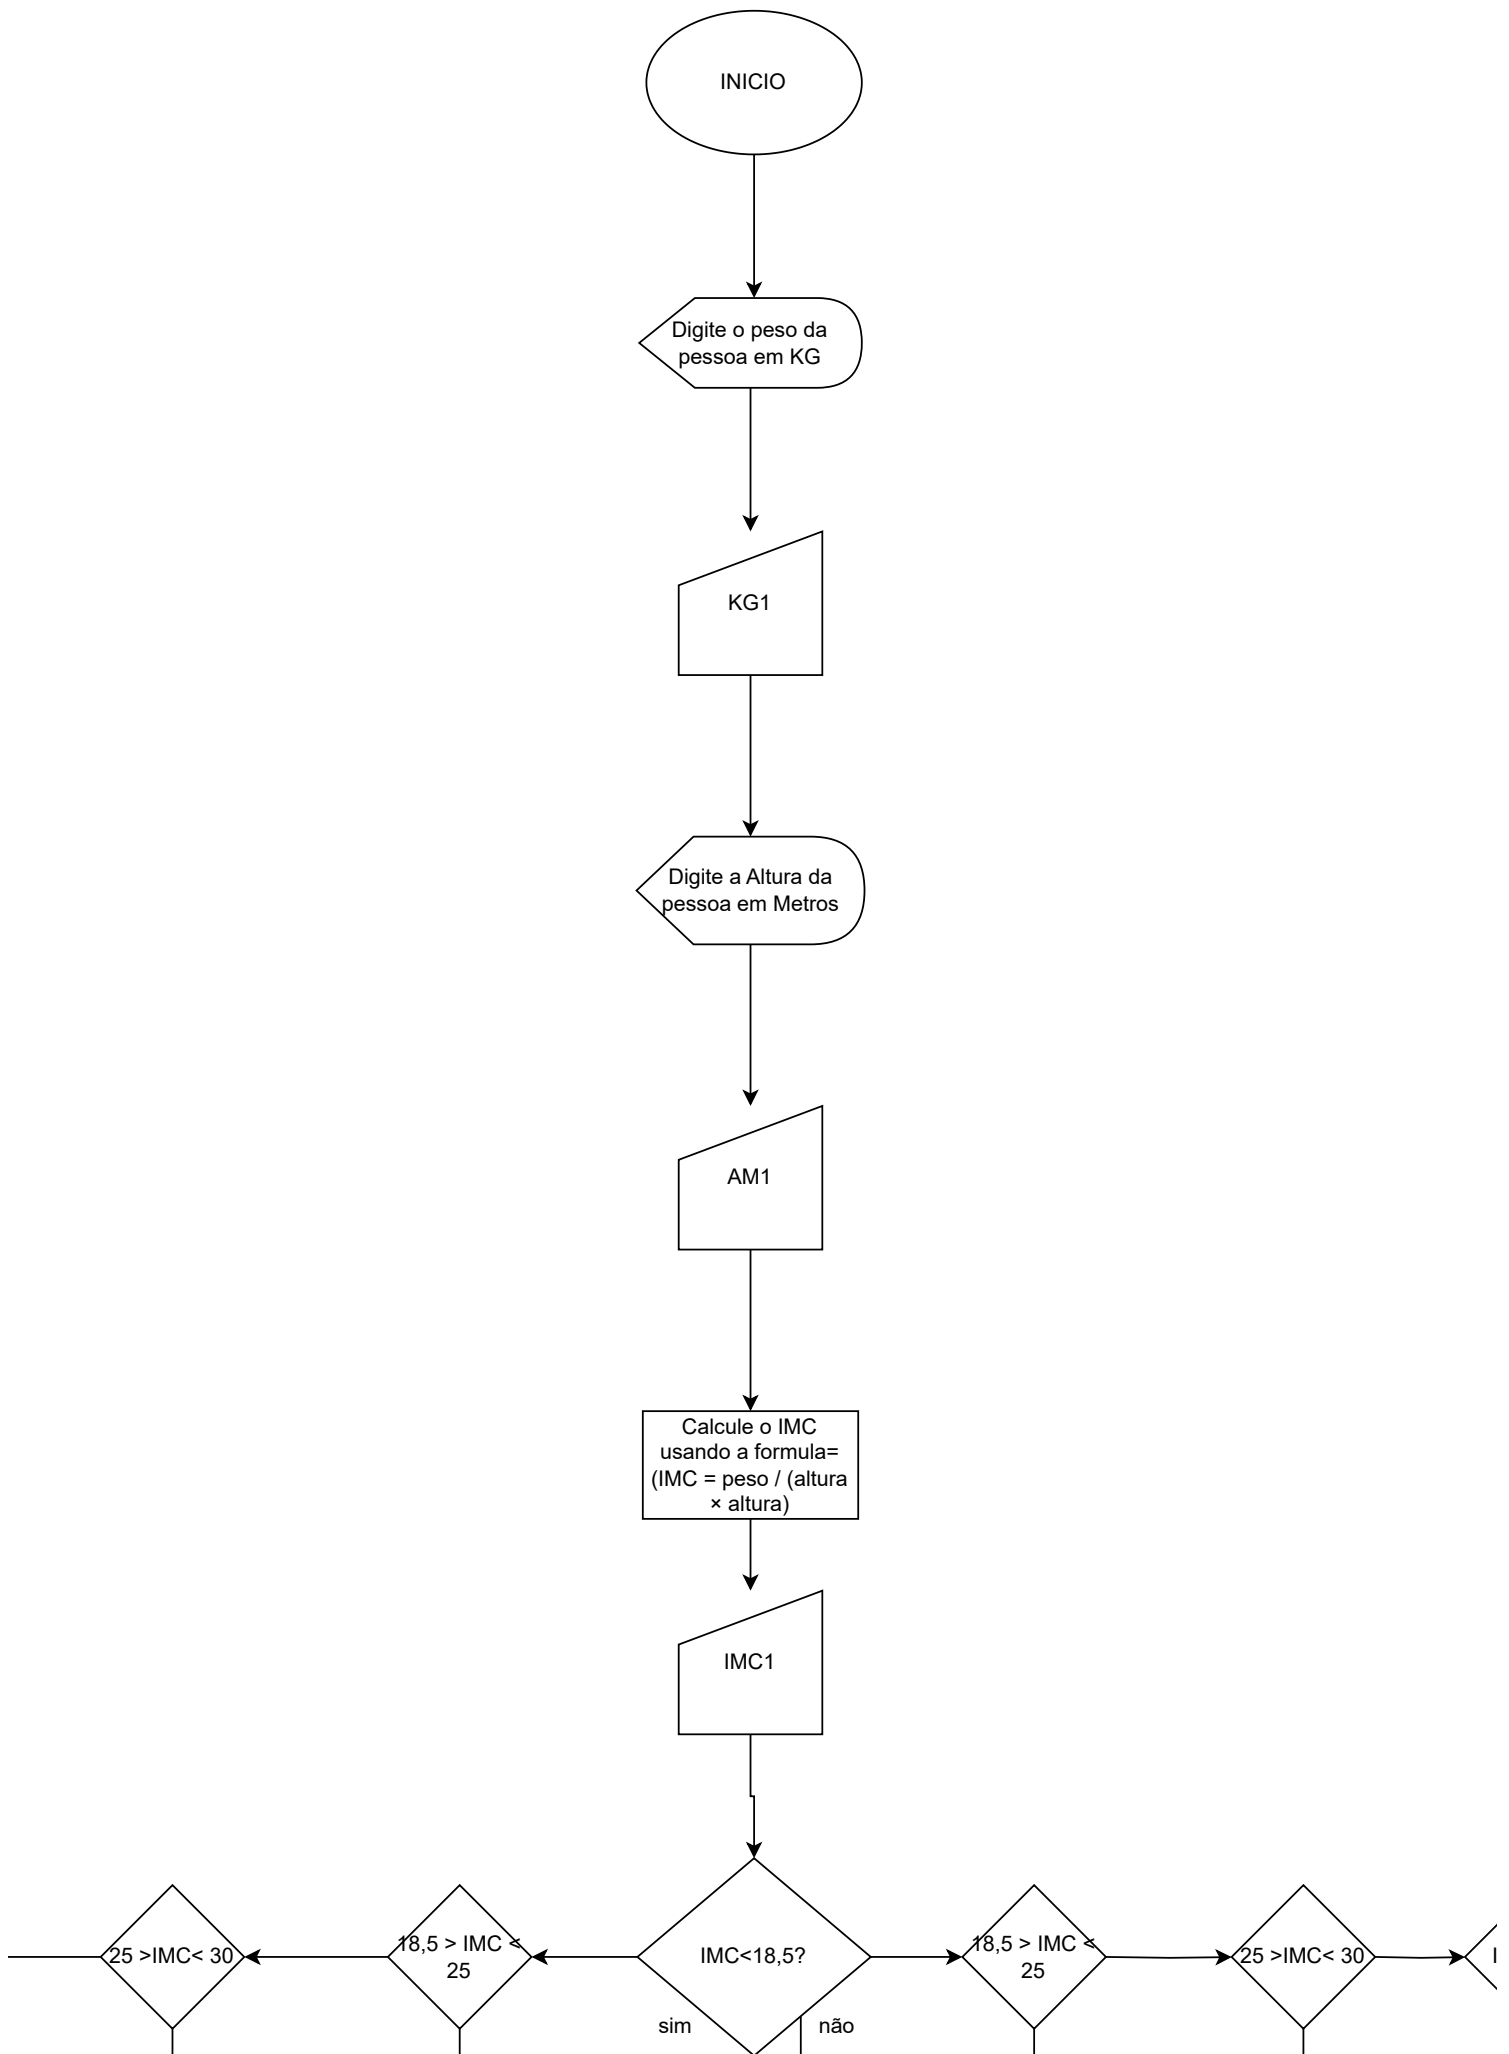 INICIO
Digite o peso da
pessoa em KG
KG1
Digite a Altura da
pessoa em Metros
AM1
Calcule o IMC
usando a formula=
(IMC = peso / (altura
× altura)
IMC1
25 >IMC< 30
18,5 > IMC <
25
IMC<18,5?
18,5 > IMC <
25
25 >IMC< 30
sim
não